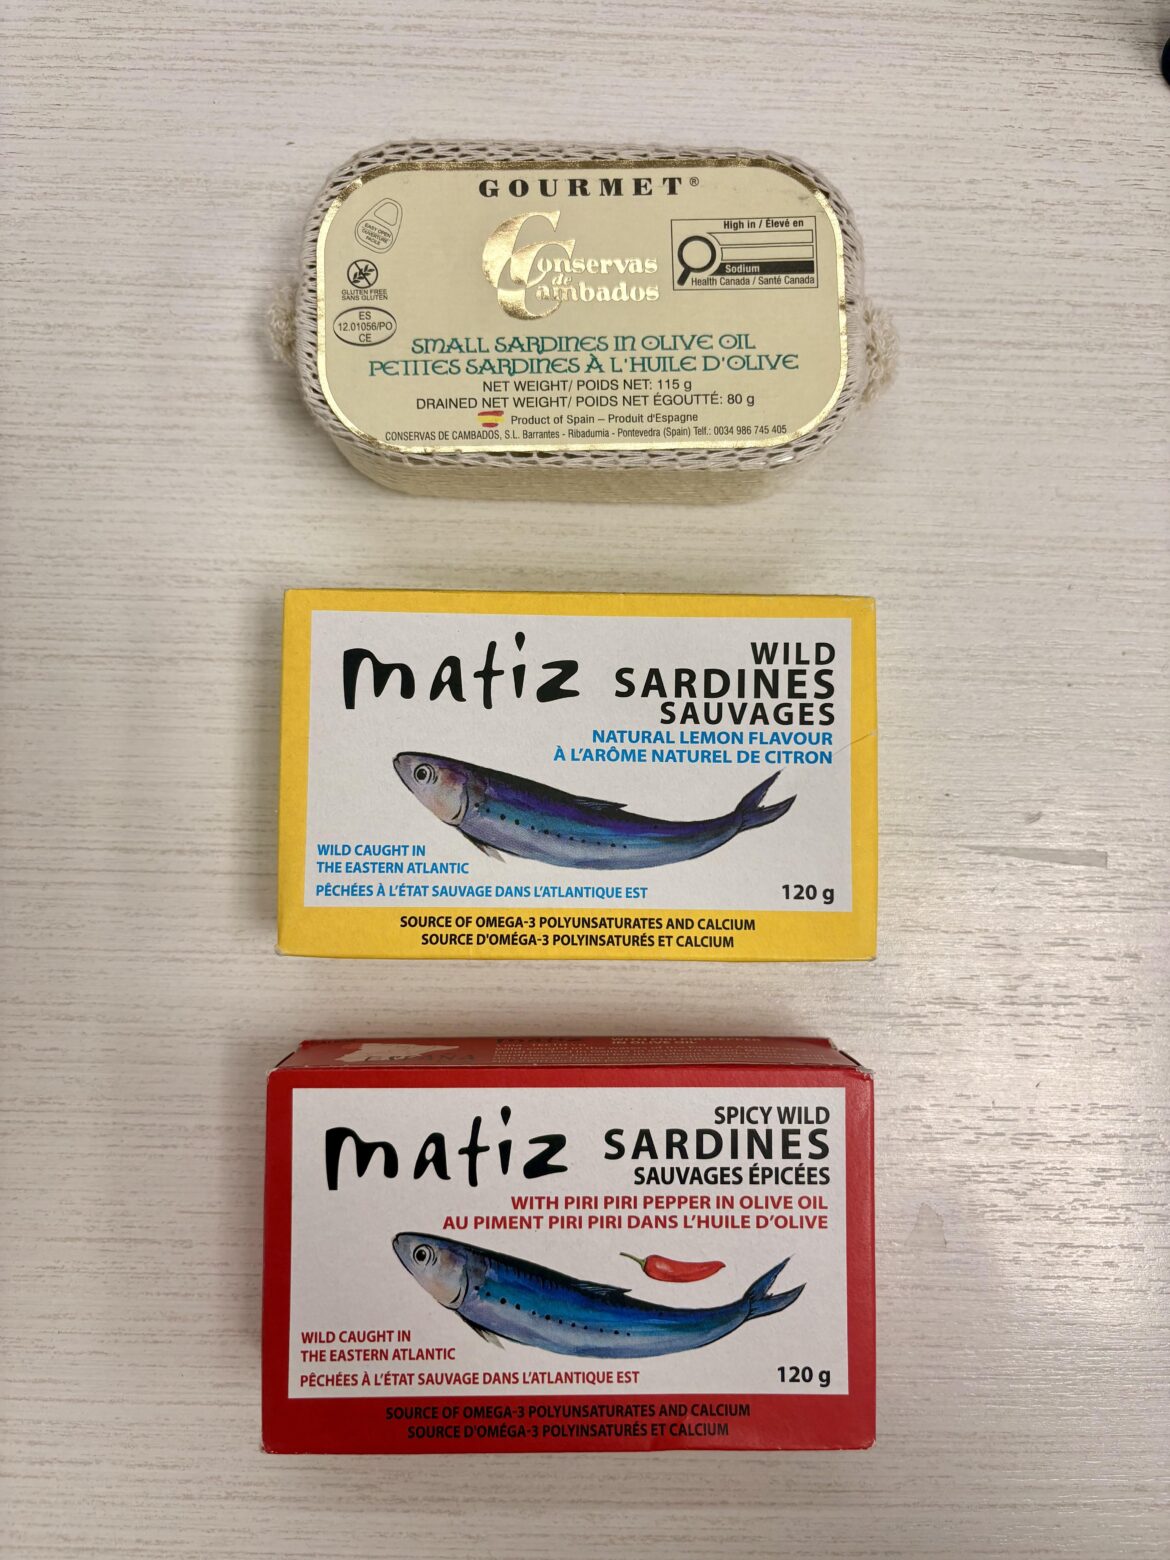 GOURMET®
EASY OPEN
OUVERTURE
FACILE
GLUTEN FREE
SANS GLUTEN
ES
12.01056/PO
CE
Conservas
de
Cambados
High in / Élevé en
Sodium
Health Canada / Santé Canada
SMALL SARDINES IN OLIVE OIL
PETITES SARDINES À L'HUILE D'OLIVE
NET WEIGHT/ POIDS NET: 115 g
DRAINED NET WEIGHT/ POIDS NET ÉGOUTTÉ: 80 g
Product of Spain – Produit d'Espagne
CONSERVAS DE CAMBADOS, S.L. Barrantes - Ribadumia - Pontevedra (Spain) Telf.: 0034 986 745 405
matiz
WILD
SARDINES
SAUVAGES
NATURAL LEMON FLAVOUR
À L'ARÔME NATUREL DE CITRON
WILD CAUGHT IN
THE EASTERN ATLANTIC
PÊCHÉES À L'ÉTAT SAUVAGE DANS L'ATLANTIQUE EST
120 g
SOURCE OF OMEGA-3 POLYUNSATURATES AND CALCIUM
SOURCE D'OMÉGA-3 POLYINSATURÉS ET CALCIUM
ESPAÑA
matiz
SPICY WILD
SARDINES
SAUVAGES ÉPICÉES
WITH PIRI PIRI PEPPER IN OLIVE OIL
AU PIMENT PIRI PIRI DANS L'HUILE D'OLIVE
WILD CAUGHT IN
THE EASTERN ATLANTIC
PÊCHÉES À L'ÉTAT SAUVAGE DANS L'ATLANTIQUE EST
120 g
SOURCE OF OMEGA-3 POLYUNSATURATES AND CALCIUM
SOURCE D'OMÉGA-3 POLYINSATURÉS ET CALCIUM